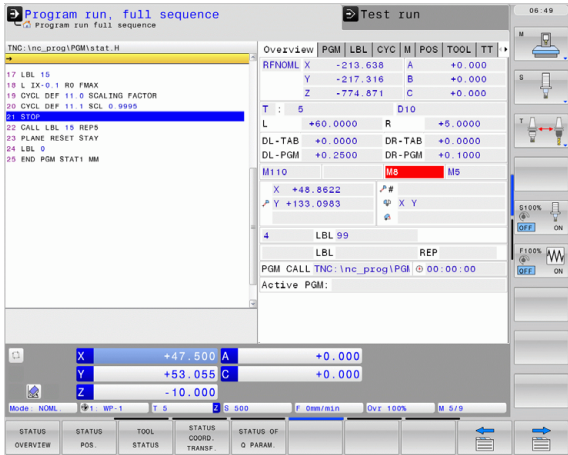 Program run, full sequence
Program run full sequence
Test run
06:49
TNC:\nc_prog\PGM\stat.H
17 LBL 15
18 L IX-0.1 R0 FMAX
19 CYCL DEF 11.0 SCALING FACTOR
20 CYCL DEF 11.1 SCL 0.9995
21 STOP
22 CALL LBL 15 REP5
23 PLANE RESET STAY
24 LBL 0
25 END PGM STAT1 MM
Overview PGM LBL CYC M POS TOOL TT
RFNOML X -213.638 A +0.000
Y -217.316 B +0.000
Z -774.871 C +0.000
T : 5 D10
L +60.0000 R +5.0000
DL-TAB +0.0000 DR-TAB +0.0000
DL-PGM +0.2500 DR-PGM +0.1000
M110 M8 M5
X +48.8622 #
Y +133.0983 X Y
4 LBL 99
LBL REP
PGM CALL TNC:\nc_prog\PGM 00:00:00
Active PGM:
X +47.500 A +0.000
Y +53.055 C +0.000
Z -10.000
Mode: NOML. 1: WP-1 T 5 Z S 500 F 0mm/min Ovr 100% M 5/9
STATUS OVERVIEW
STATUS POS.
TOOL STATUS
STATUS COORD. TRANSF.
STATUS OF Q PARAM.
M
S
T
S100%
OFF ON
F100%
OFF ON